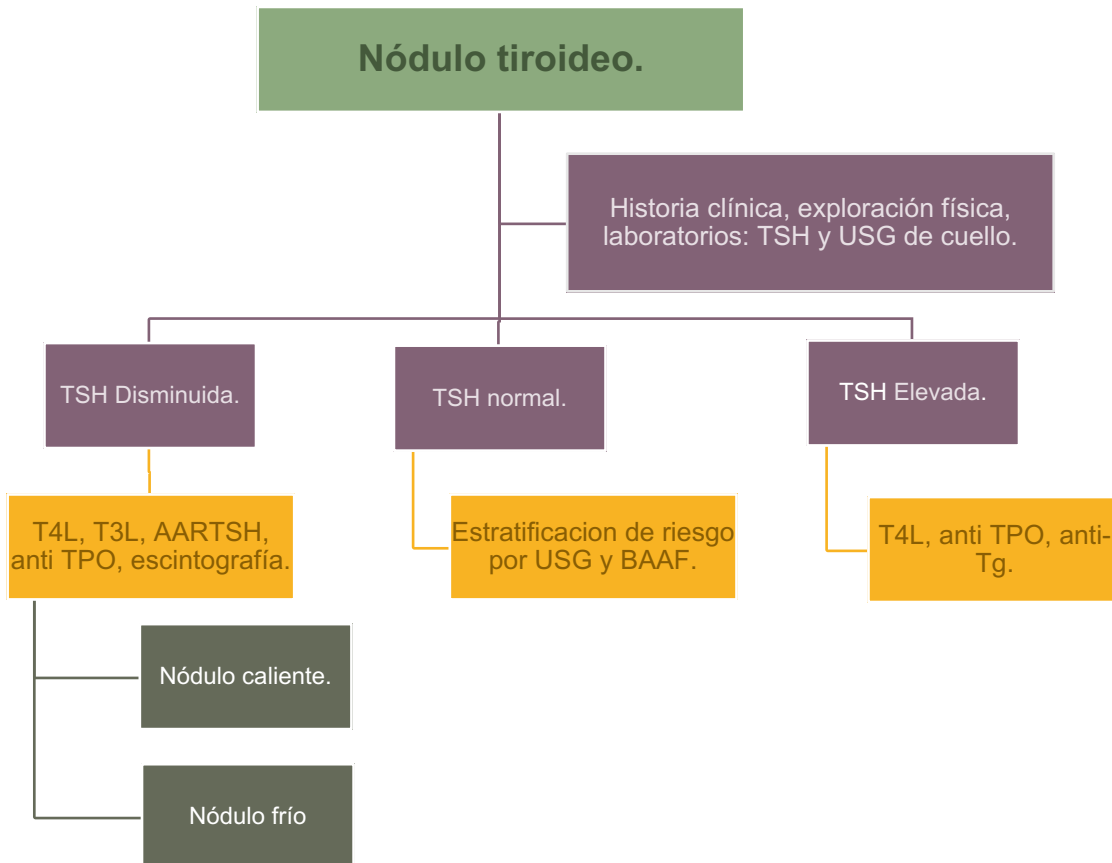 Nódulo tiroideo.
Historia clínica, exploración física,
laboratorios: TSH y USG de cuello.
TSH Disminuida.
TSH normal.
TSH Elevada.
T4L, T3L, AARTSH,
anti TPO, escintografía.
Estratificacion de riesgo
por USG y BAAF.
T4L, anti TPO, anti-
Tg.
Nódulo caliente.
Nódulo frío